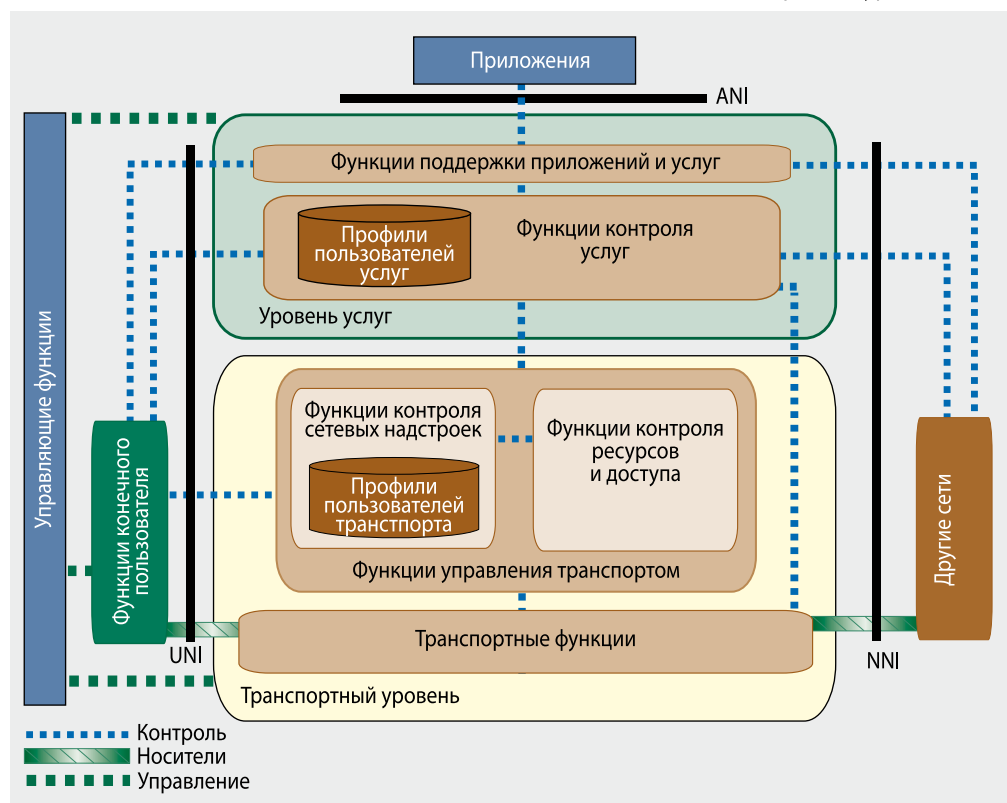 Приложения
ANI
Функции поддержки приложений и услуг
Профили
пользователей
услуг
Функции контроля
услуг
Уровень услуг
Управляющие функции
Функции конечного
пользователя
Функции контроля
сетевых надстроек
Профили
пользователей
транстпорта
Функции контроля
ресурсов
и доступа
Функции управления транспортом
Другие сети
Транспортные функции
UNI
NNI
Транспортный уровень
Контроль
Носители
Управление